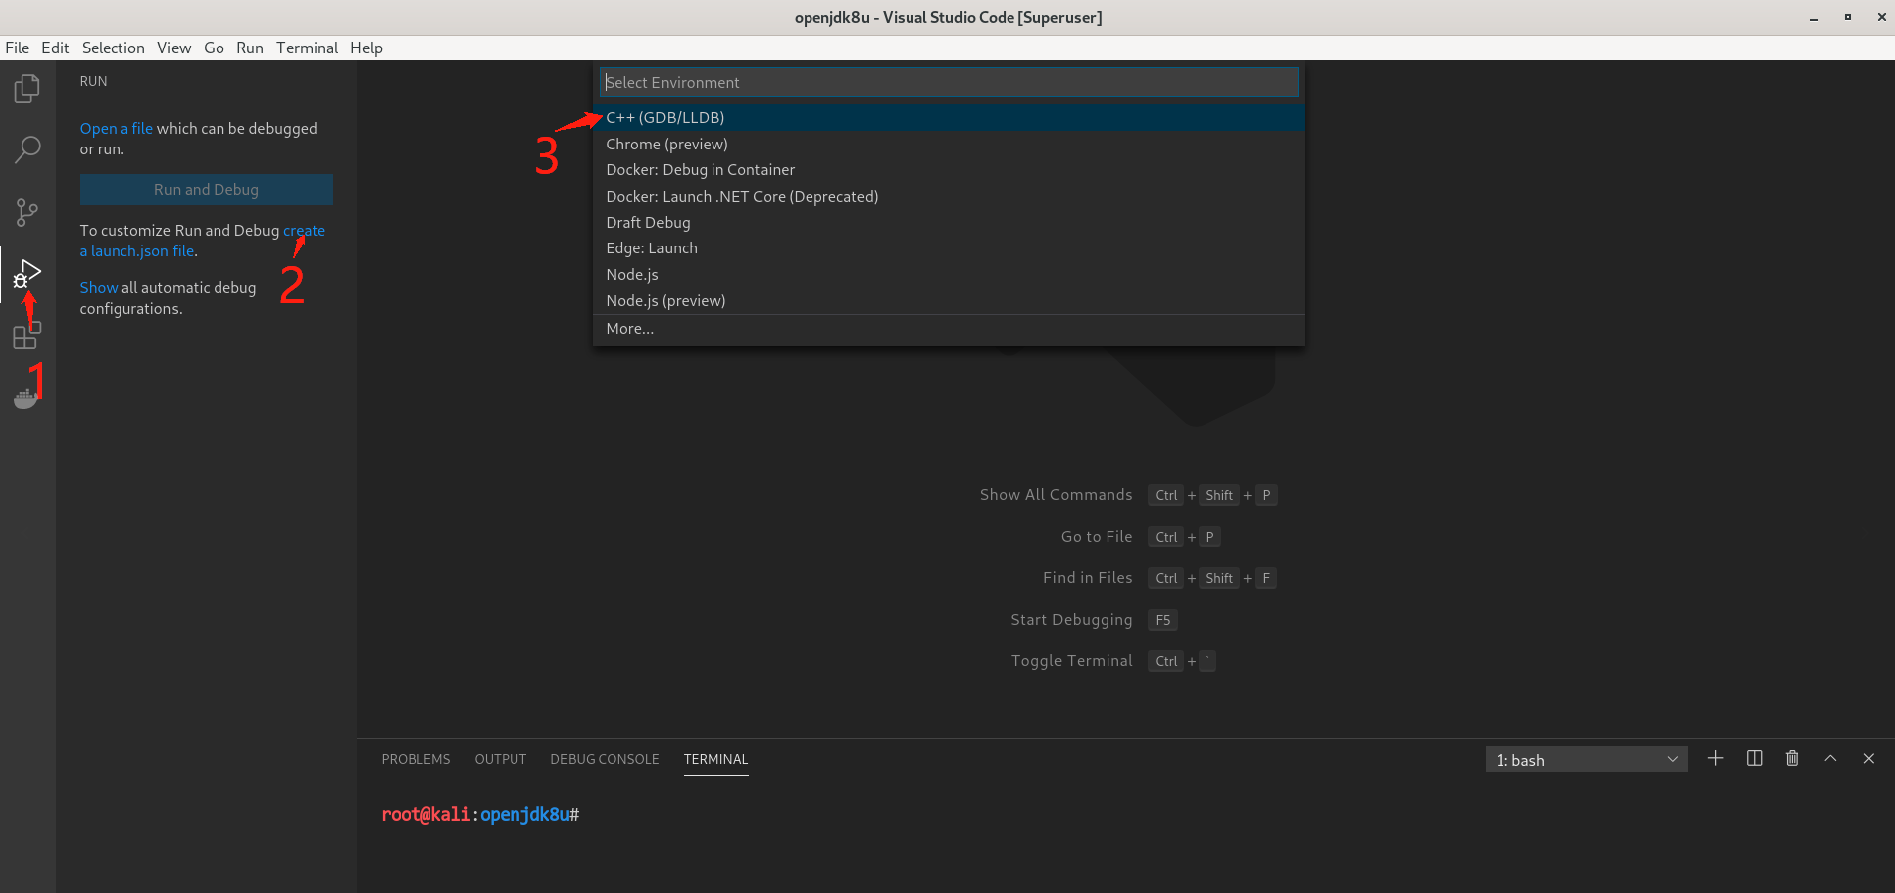 openjdk8u - Visual Studio Code [Superuser]
File Edit Selection View Go Run Terminal Help
RUN
Open a file which can be debugged
or run.
Run and Debug
To customize Run and Debug create
a launch.json file.
Show all automatic debug
configurations.
1
2
3
Select Environment
C++ (GDB/LLDB)
Chrome (preview)
Docker: Debug in Container
Docker: Launch .NET Core (Deprecated)
Draft Debug
Edge: Launch
Node.js
Node.js (preview)
More...
Show All Commands Ctrl + Shift + P
Go to File Ctrl + P
Find in Files Ctrl + Shift + F
Start Debugging F5
Toggle Terminal Ctrl + `
PROBLEMS OUTPUT DEBUG CONSOLE TERMINAL 1: bash
root@kali:openjdk8u#